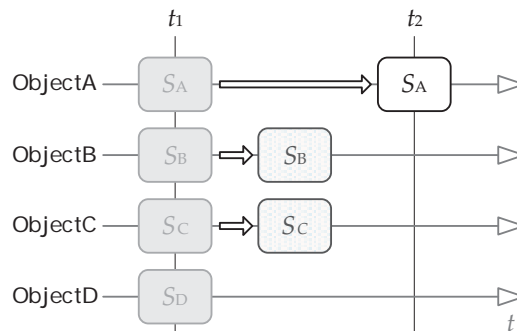 t1 t2
ObjectA SA SA
ObjectB SB SB
ObjectC SC SC
ObjectD SD
t